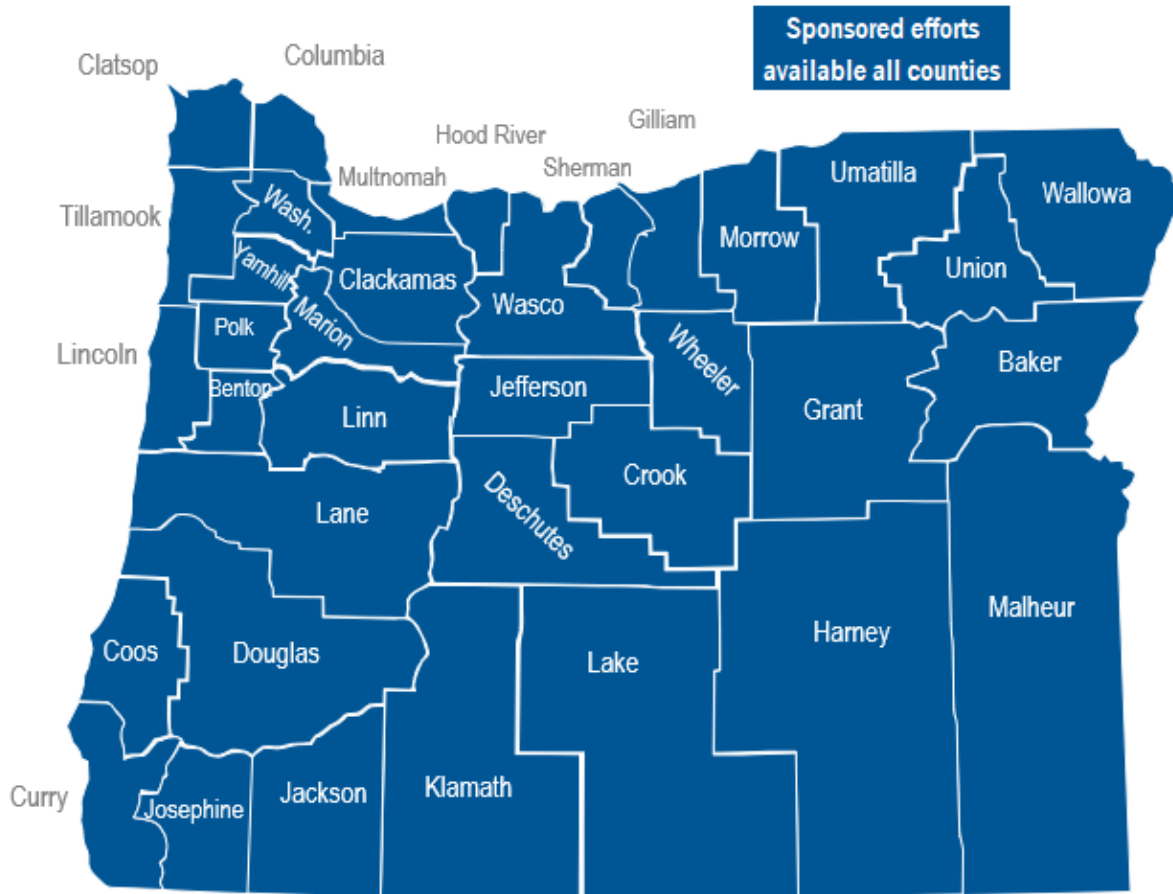 Sponsored efforts
available all counties
Clatsop
Columbia
Hood River
Gilliam
Multnomah
Sherman
Umatilla
Wallowa
Tillamook
Wash.
Morrow
Union
Yamhill
Clackamas
Wasco
Marion
Polk
Lincoln
Wheeler
Baker
Benton
Jefferson
Linn
Grant
Crook
Lane
Deschutes
Malheur
Coos
Douglas
Harney
Lake
Curry
Josephine
Jackson
Klamath